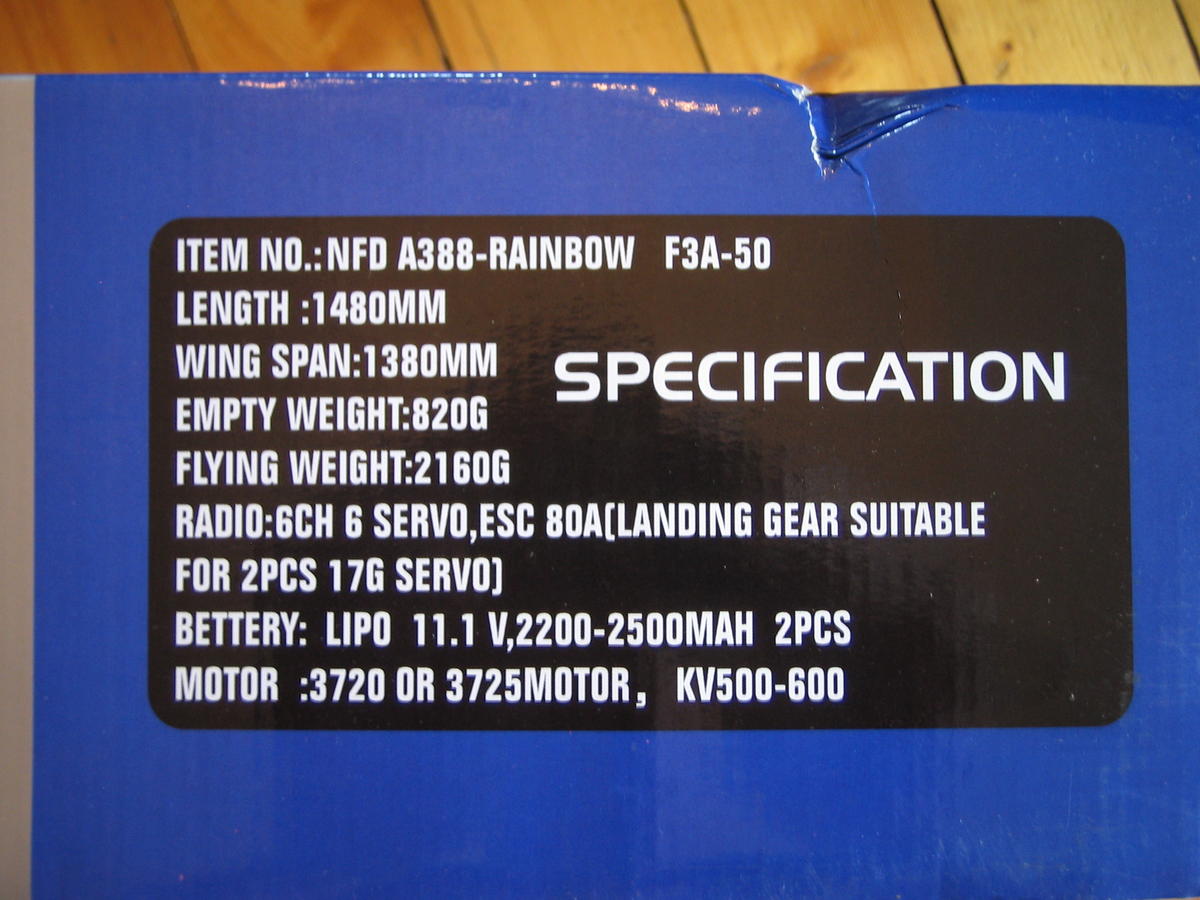 ITEM NO.:NFD A388-RAINBOW F3A-50
LENGTH :1480MM
WING SPAN:1380MM
SPECIFICATION
EMPTY WEIGHT:820G
FLYING WEIGHT:2160G
RADIO:6CH 6 SERVO,ESC 80A(LANDING GEAR SUITABLE
FOR 2PCS 17G SERVO)
BETTERY: LIPO 11.1 V,2200-2500MAH 2PCS
MOTOR :3720 OR 3725MOTOR, KV500-600